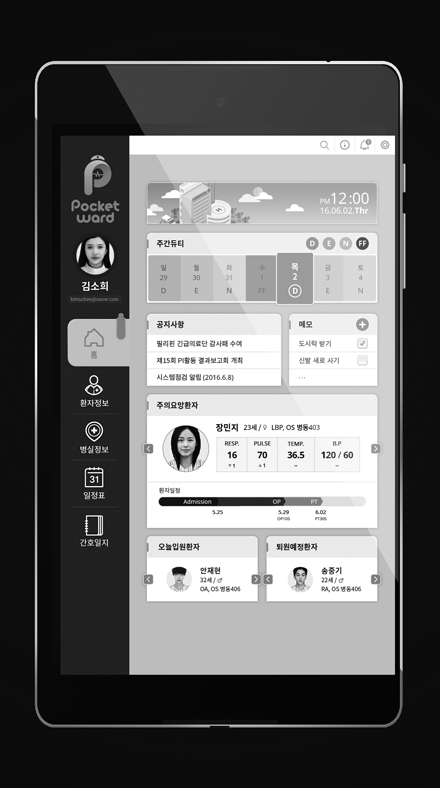 PM 12:00
16.06.02.Thr
Pocket
ward
김소희
홈
환자정보
병실정보
31
일정표
간호일지
주간듀티
D E N FF
일 월 화 수 목 금 토
29 30 31 1 2 3 4
D E N FF D E N
공지사항
필리핀 긴급의료단 감사패 수여
제15회 PI활동 결과보고회 개최
시스템점검 알림 (2016.6.8)
메모
도시락 받기
신발 새로 사기
...
주의요망환자
장민지 23세 / ♀ LBP, OS 병동403
RESP. PULSE TEMP. B.P
16 70 36.5 120 / 60
▾1 ▴1 – –
환자일정
Admission OP PT
5.25 5.29 6.02
OP105 PT305
오늘입원환자
안재현
32세 / ♂
OA, OS 병동406
퇴원예정환자
송중기
22세 / ♂
RA, OS 병동406